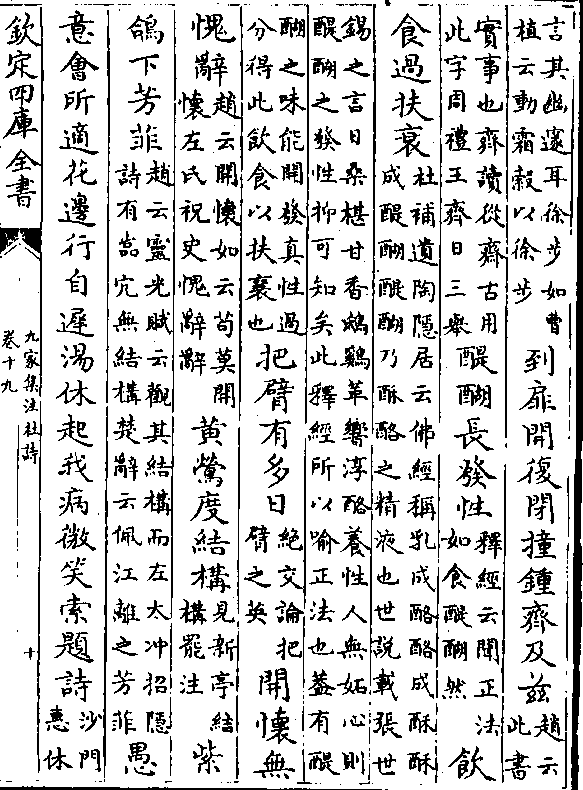 言其幽邃耳徐步如曹
植云動霜縠以徐步
到扉開復閉撞鍾齊及茲
趙云
此書
實事也齊讀從齋古用
此字周禮王齊日三舉
醍醐長發性
釋經云聞正法
如食醍醐然
飲
食過扶衰
杜補遺陶隱居云佛經稱乳成酪酪成酥酥
成醍醐醍醐乃酥酪之精液也世説載張世
錫之言曰桑椹甘香鴟鷄革響淳酪養性人無妬心則
醍醐之發性抑可知矣此釋經所以喻正法也蓋有醍
醐之味能開發真性過
分得此飲食以扶衰也
把臂有多日
絶交論把
臂之英
開懷無
愧辭
趙云開懷如云苟莫開
懷左氏祝史愧辭辭
黄鶯度結構
見新亭結
構罷注
紫
鴿下芳菲
趙云靈光賦云觀其結構而左太冲招隱
詩有嵓穴無結構楚辭云佩江離之芳菲
愚
意會所適花邊行自遲湯休起我病微笑索題詩
沙門
惠休
欽定四庫全書
九家集注杜詩
卷十九
十